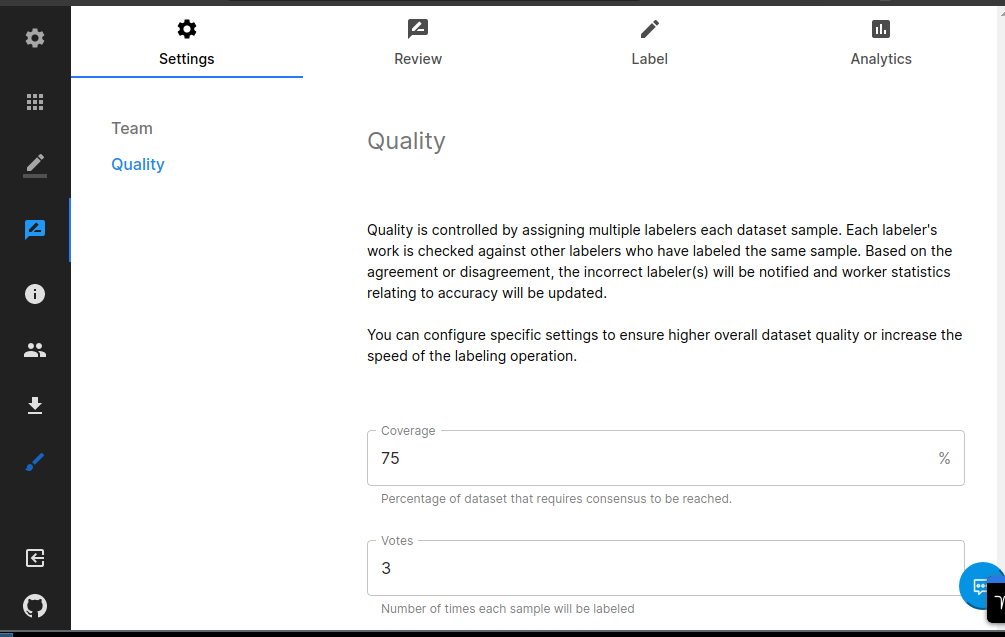 Settings
Review
Label
Analytics
Team
Quality
Quality
Quality is controlled by assigning multiple labelers each dataset sample. Each labeler's
work is checked against other labelers who have labeled the same sample. Based on the
agreement or disagreement, the incorrect labeler(s) will be notified and worker statistics
relating to accuracy will be updated.
You can configure specific settings to ensure higher overall dataset quality or increase the
speed of the labeling operation.
Coverage
75
%
Percentage of dataset that requires consensus to be reached.
Votes
3
Number of times each sample will be labeled